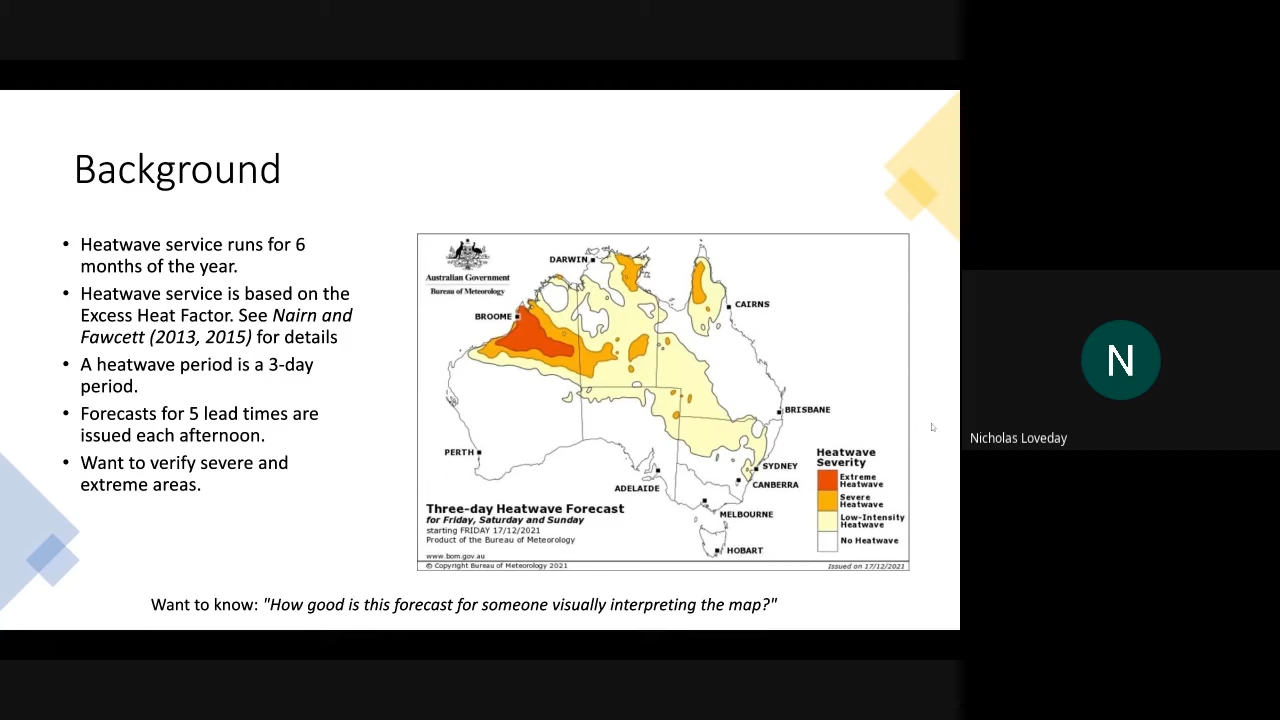 Background
• Heatwave service runs for 6
months of the year.
• Heatwave service is based on the
Excess Heat Factor. See Nairn and
Fawcett (2013, 2015) for details
• A heatwave period is a 3-day
period.
• Forecasts for 5 lead times are
issued each afternoon.
• Want to verify severe and
extreme areas.
Australian Government
Bureau of Meteorology
DARWIN
CAIRNS
BROOME
BRISBANE
PERTH
SYDNEY
CANBERRA
ADELAIDE
MELBOURNE
HOBART
Heatwave
Severity
Extreme
Heatwave
Severe
Heatwave
Low-Intensity
Heatwave
No Heatwave
Three-day Heatwave Forecast
for Friday, Saturday and Sunday
starting FRIDAY 17/12/2021
Product of the Bureau of Meteorology
www.bom.gov.au
© Copyright Bureau of Meteorology 2021
Issued on 17/12/2021
Want to know: "How good is this forecast for someone visually interpreting the map?"
N
Nicholas Loveday